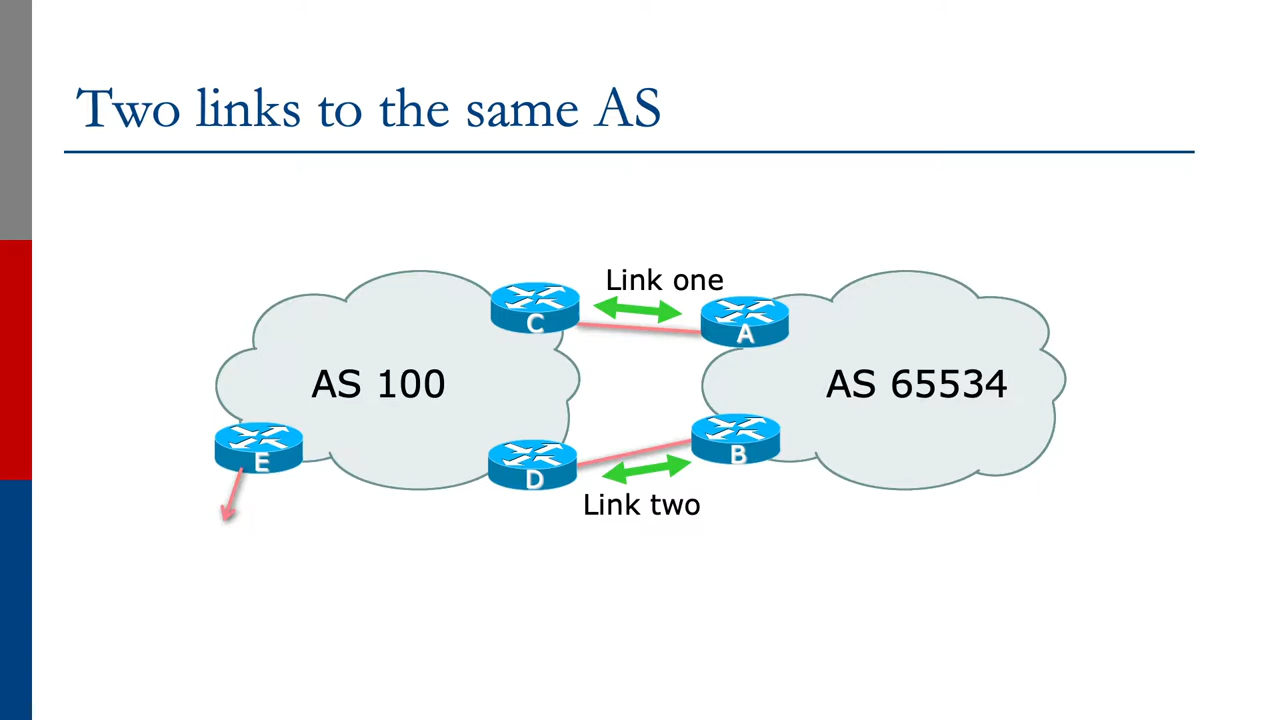 Two links to the same AS
Link one
C
A
AS 100
AS 65534
E
D
B
Link two